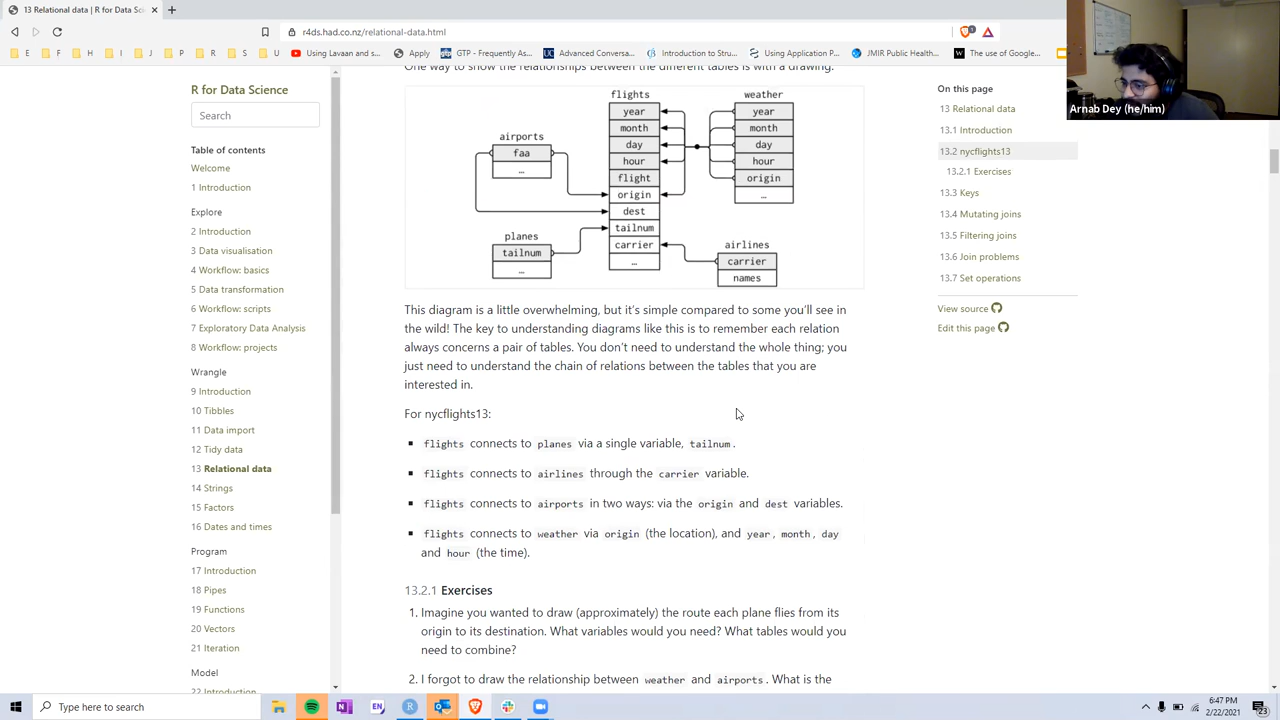 13 Relational data | R for Data Scie
r4ds.had.co.nz/relational-data.html
E
F
H
I
J
P
R
S
U
Using Lavaan and s...
Apply
GTP - Frequently As...
Advanced Conversa...
Introduction to Stru...
Using Application P...
JMIR Public Health...
The use of Google...
Arnab Dey (he/him)
R for Data Science
Search
Table of contents
Welcome
1 Introduction
Explore
2 Introduction
3 Data visualisation
4 Workflow: basics
5 Data transformation
6 Workflow: scripts
7 Exploratory Data Analysis
8 Workflow: projects
Wrangle
9 Introduction
10 Tibbles
11 Data import
12 Tidy data
13 Relational data
14 Strings
15 Factors
16 Dates and times
Program
17 Introduction
18 Pipes
19 Functions
20 Vectors
21 Iteration
Model
22 Introduction
One way to show the relationships between the different tables is with a drawing:
flights
year
month
day
hour
flight
origin
dest
tailnum
carrier
...
weather
year
month
day
hour
origin
...
airports
faa
...
planes
tailnum
...
airlines
carrier
names
This diagram is a little overwhelming, but it's simple compared to some you'll see in
the wild! The key to understanding diagrams like this is to remember each relation
always concerns a pair of tables. You don't need to understand the whole thing; you
just need to understand the chain of relations between the tables that you are
interested in.
For nycflights13:
flights connects to planes via a single variable, tailnum.
flights connects to airlines through the carrier variable.
flights connects to airports in two ways: via the origin and dest variables.
flights connects to weather via origin (the location), and year, month, day
and hour (the time).
13.2.1 Exercises
1. Imagine you wanted to draw (approximately) the route each plane flies from its
origin to its destination. What variables would you need? What tables would you
need to combine?
2. I forgot to draw the relationship between weather and airports. What is the
On this page
13 Relational data
13.1 Introduction
13.2 nycflights13
13.2.1 Exercises
13.3 Keys
13.4 Mutating joins
13.5 Filtering joins
13.6 Join problems
13.7 Set operations
View source
Edit this page
Type here to search
6:47 PM
2/22/2021
23